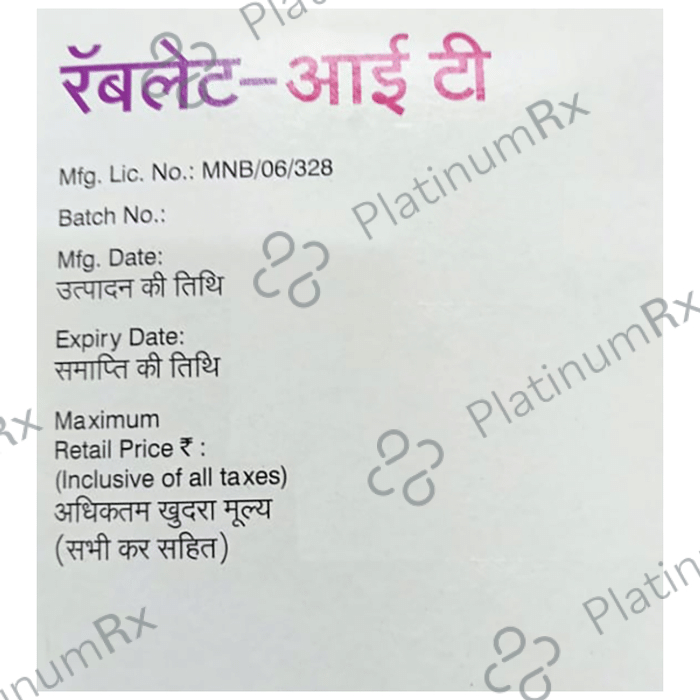 रॅबलेट-आई टी
Mfg. Lic. No.: MNB/06/328
Batch No.:
Mfg. Date:
उत्पादन की तिथि
Expiry Date:
समाप्ति की तिथि
Maximum
Retail Price ₹ :
(Inclusive of all taxes)
अधिकतम खुदरा मूल्य
(सभी कर सहित)
PlatinumRx
PlatinumRx